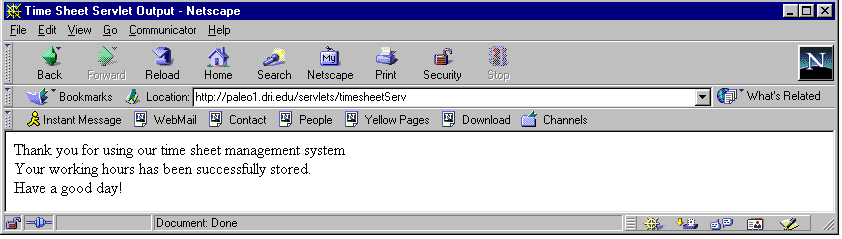 Time Sheet Servlet Output - Netscape
File Edit View Go Communicator Help
Back Forward Reload Home Search Netscape Print Security Stop
My
N
Bookmarks Location: http://paleo1.dri.edu/servlets/timesheetServ What's Related
Instant Message WebMail Contact People Yellow Pages Download Channels
Thank you for using our time sheet management system
Your working hours has been successfully stored.
Have a good day!
Document: Done